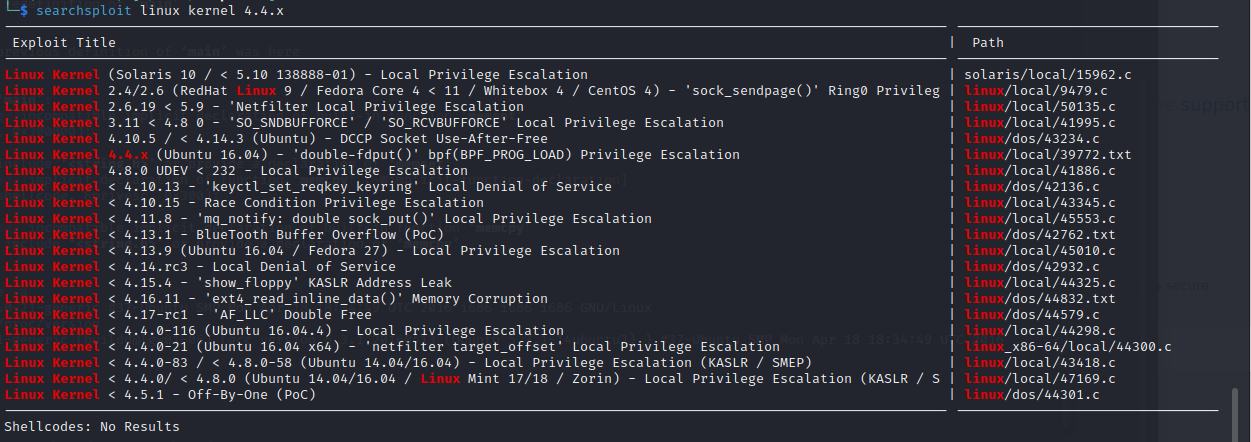 └─$ searchsploit linux kernel 4.4.x
Exploit Title | Path
Linux Kernel (Solaris 10 / < 5.10 138888-01) - Local Privilege Escalation | solaris/local/15962.c
Linux Kernel 2.4/2.6 (RedHat Linux 9 / Fedora Core 4 < 11 / Whitebox 4 / CentOS 4) - 'sock_sendpage()' Ring0 Privileg | linux/local/9479.c
Linux Kernel 2.6.19 < 5.9 - 'Netfilter Local Privilege Escalation | linux/local/50135.c
Linux Kernel 3.11 < 4.8 0 - 'SO_SNDBUFFORCE' / 'SO_RCVBUFFORCE' Local Privilege Escalation | linux/local/41995.c
Linux Kernel 4.10.5 / < 4.14.3 (Ubuntu) - DCCP Socket Use-After-Free | linux/dos/43234.c
Linux Kernel 4.4.x (Ubuntu 16.04) - 'double-fdput()' bpf(BPF_PROG_LOAD) Privilege Escalation | linux/local/39772.txt
Linux Kernel 4.8.0 UDEV < 232 - Local Privilege Escalation | linux/local/41886.c
Linux Kernel < 4.10.13 - 'keyctl_set_reqkey_keyring' Local Denial of Service | linux/dos/42136.c
Linux Kernel < 4.10.15 - Race Condition Privilege Escalation | linux/local/43345.c
Linux Kernel < 4.11.8 - 'mq_notify: double sock_put()' Local Privilege Escalation | linux/local/45553.c
Linux Kernel < 4.13.1 - BlueTooth Buffer Overflow (PoC) | linux/dos/42762.txt
Linux Kernel < 4.13.9 (Ubuntu 16.04 / Fedora 27) - Local Privilege Escalation | linux/local/45010.c
Linux Kernel < 4.14.rc3 - Local Denial of Service | linux/dos/42932.c
Linux Kernel < 4.15.4 - 'show_floppy' KASLR Address Leak | linux/local/44325.c
Linux Kernel < 4.16.11 - 'ext4_read_inline_data()' Memory Corruption | linux/dos/44832.txt
Linux Kernel < 4.17-rc1 - 'AF_LLC' Double Free | linux/dos/44579.c
Linux Kernel < 4.4.0-116 (Ubuntu 16.04.4) - Local Privilege Escalation | linux/local/44298.c
Linux Kernel < 4.4.0-21 (Ubuntu 16.04 x64) - 'netfilter target_offset' Local Privilege Escalation | linux_x86-64/local/44300.c
Linux Kernel < 4.4.0-83 / < 4.8.0-58 (Ubuntu 14.04/16.04) - Local Privilege Escalation (KASLR / SMEP) | linux/local/43418.c
Linux Kernel < 4.4.0/ < 4.8.0 (Ubuntu 14.04/16.04 / Linux Mint 17/18 / Zorin) - Local Privilege Escalation (KASLR / S | linux/local/47169.c
Linux Kernel < 4.5.1 - Off-By-One (PoC) | linux/dos/44301.c
Shellcodes: No Results